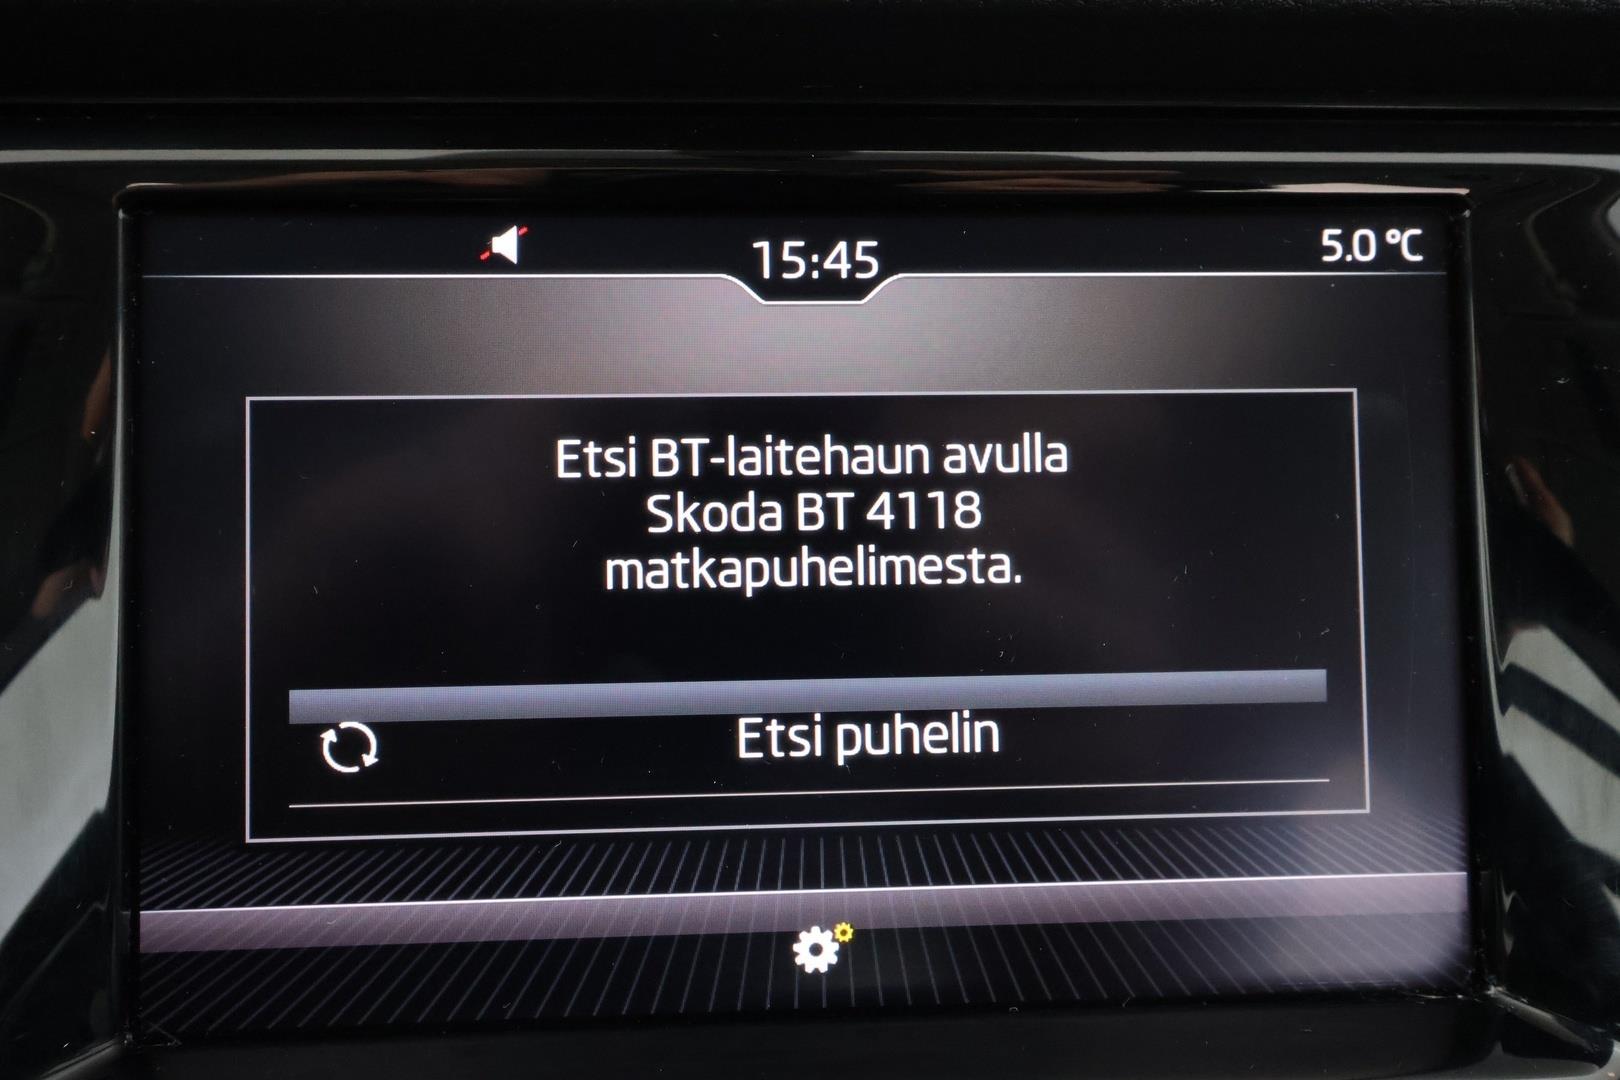 15:45
5.0 °C
Etsi BT-laitehaun avulla
Skoda BT 4118
matkapuhelimesta.
Etsi puhelin